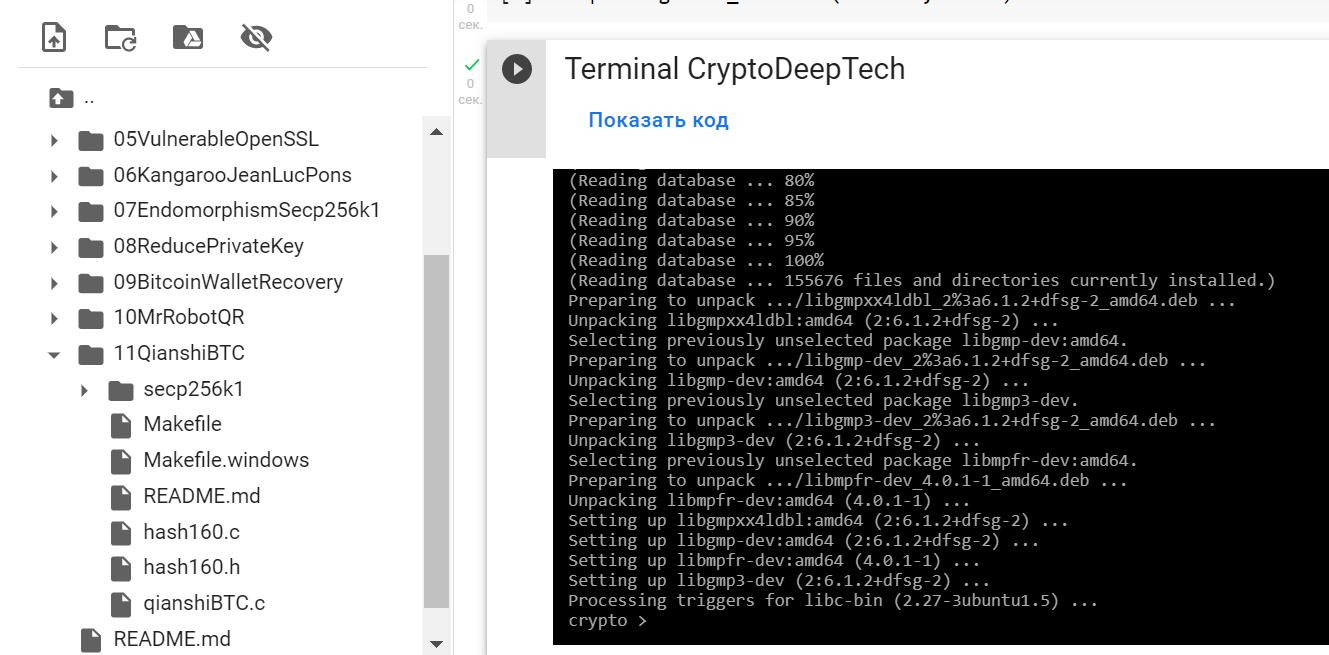 ..
05VulnerableOpenSSL
06KangarooJeanLucPons
07EndomorphismSecp256k1
08ReducePrivateKey
09BitcoinWalletRecovery
10MrRobotQR
11QianshiBTC
secp256k1
Makefile
Makefile.windows
README.md
hash160.c
hash160.h
qianshiBTC.c
README.md
0
сек.
0
сек.
Terminal CryptoDeepTech
Показать код
(Reading database ... 80%
(Reading database ... 85%
(Reading database ... 90%
(Reading database ... 95%
(Reading database ... 100%
(Reading database ... 155676 files and directories currently installed.)
Preparing to unpack .../libgmpxx4ldbl_2%3a6.1.2+dfsg-2_amd64.deb ...
Unpacking libgmpxx4ldbl:amd64 (2:6.1.2+dfsg-2) ...
Selecting previously unselected package libgmp-dev:amd64.
Preparing to unpack .../libgmp-dev_2%3a6.1.2+dfsg-2_amd64.deb ...
Unpacking libgmp-dev:amd64 (2:6.1.2+dfsg-2) ...
Selecting previously unselected package libgmp3-dev.
Preparing to unpack .../libgmp3-dev_2%3a6.1.2+dfsg-2_amd64.deb ...
Unpacking libgmp3-dev (2:6.1.2+dfsg-2) ...
Selecting previously unselected package libmpfr-dev:amd64.
Preparing to unpack .../libmpfr-dev_4.0.1-1_amd64.deb ...
Unpacking libmpfr-dev:amd64 (4.0.1-1) ...
Setting up libgmpxx4ldbl:amd64 (2:6.1.2+dfsg-2) ...
Setting up libgmp-dev:amd64 (2:6.1.2+dfsg-2) ...
Setting up libmpfr-dev:amd64 (4.0.1-1) ...
Setting up libgmp3-dev (2:6.1.2+dfsg-2) ...
Processing triggers for libc-bin (2.27-3ubuntu1.5) ...
crypto >